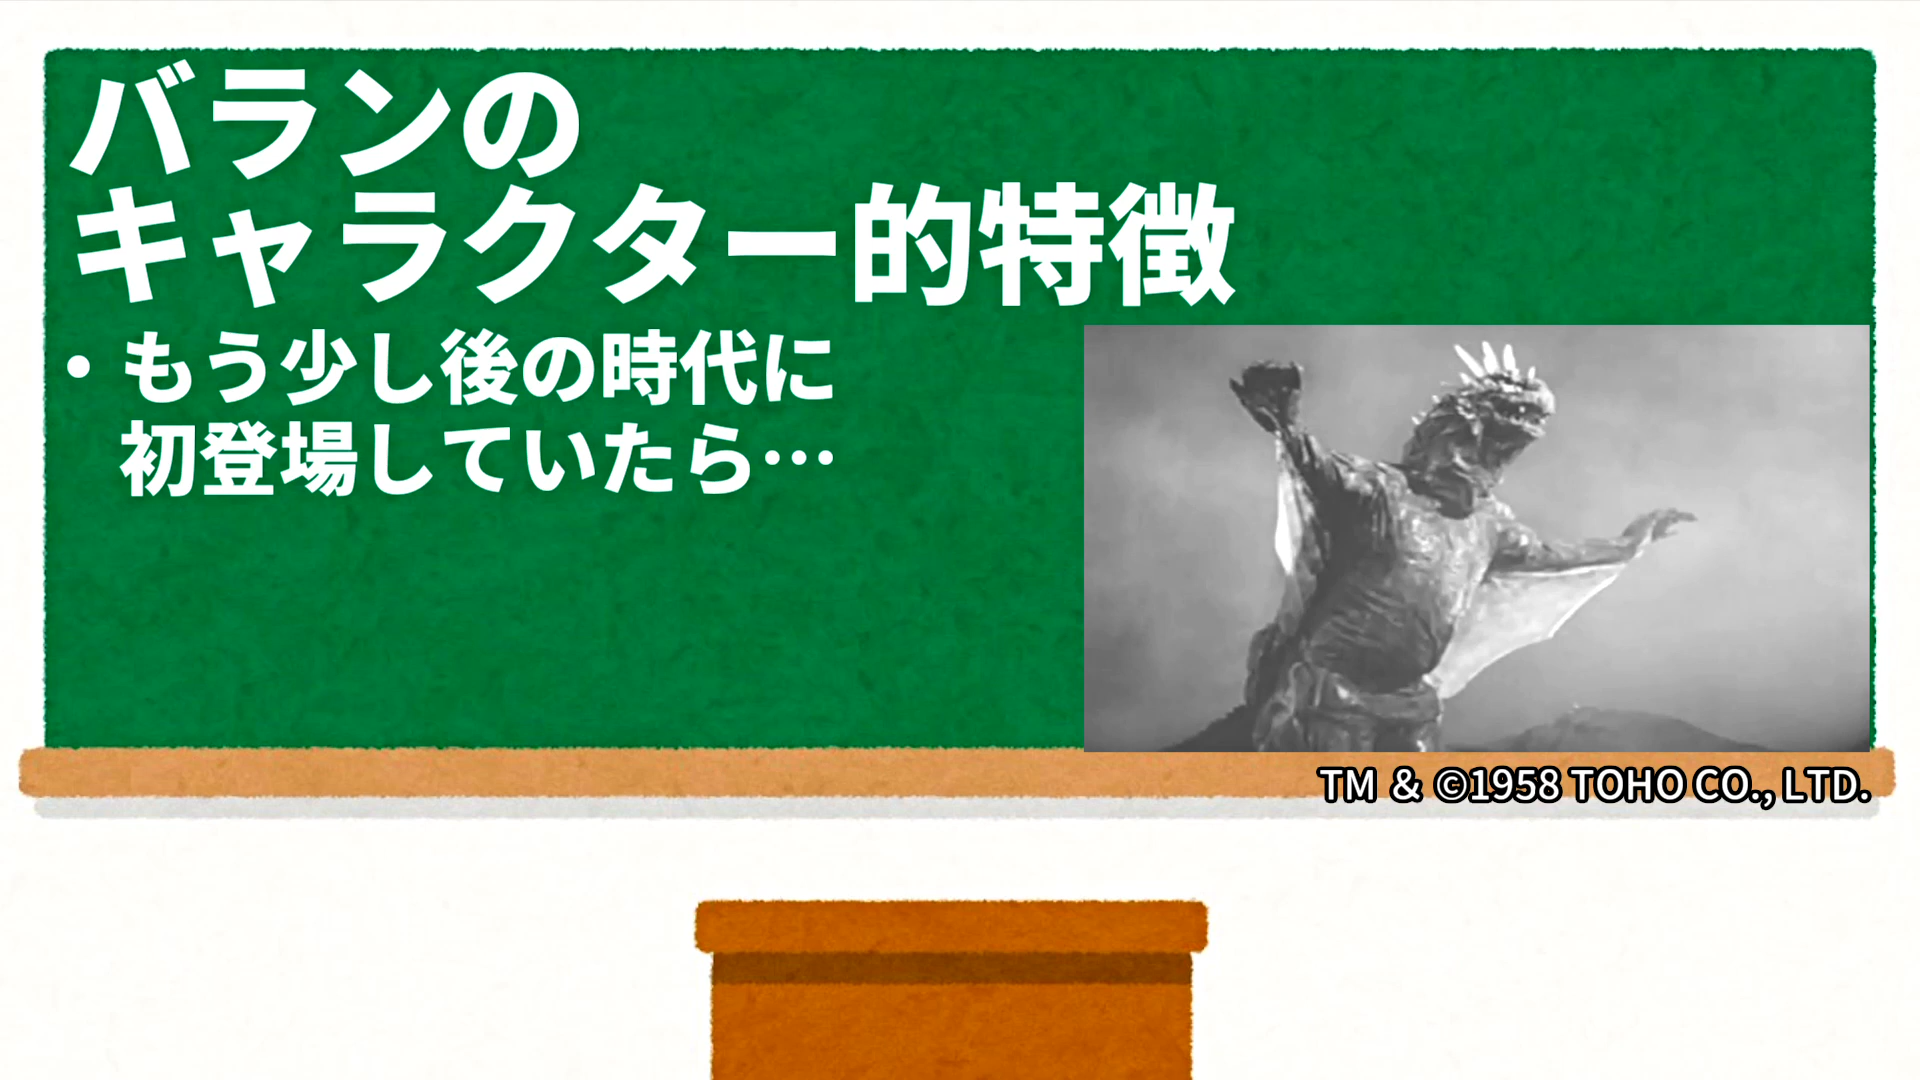 バランの
キャラクター的特徴
・もう少し後の時代に
初登場していたら…
TM & ©1958 TOHO CO., LTD.